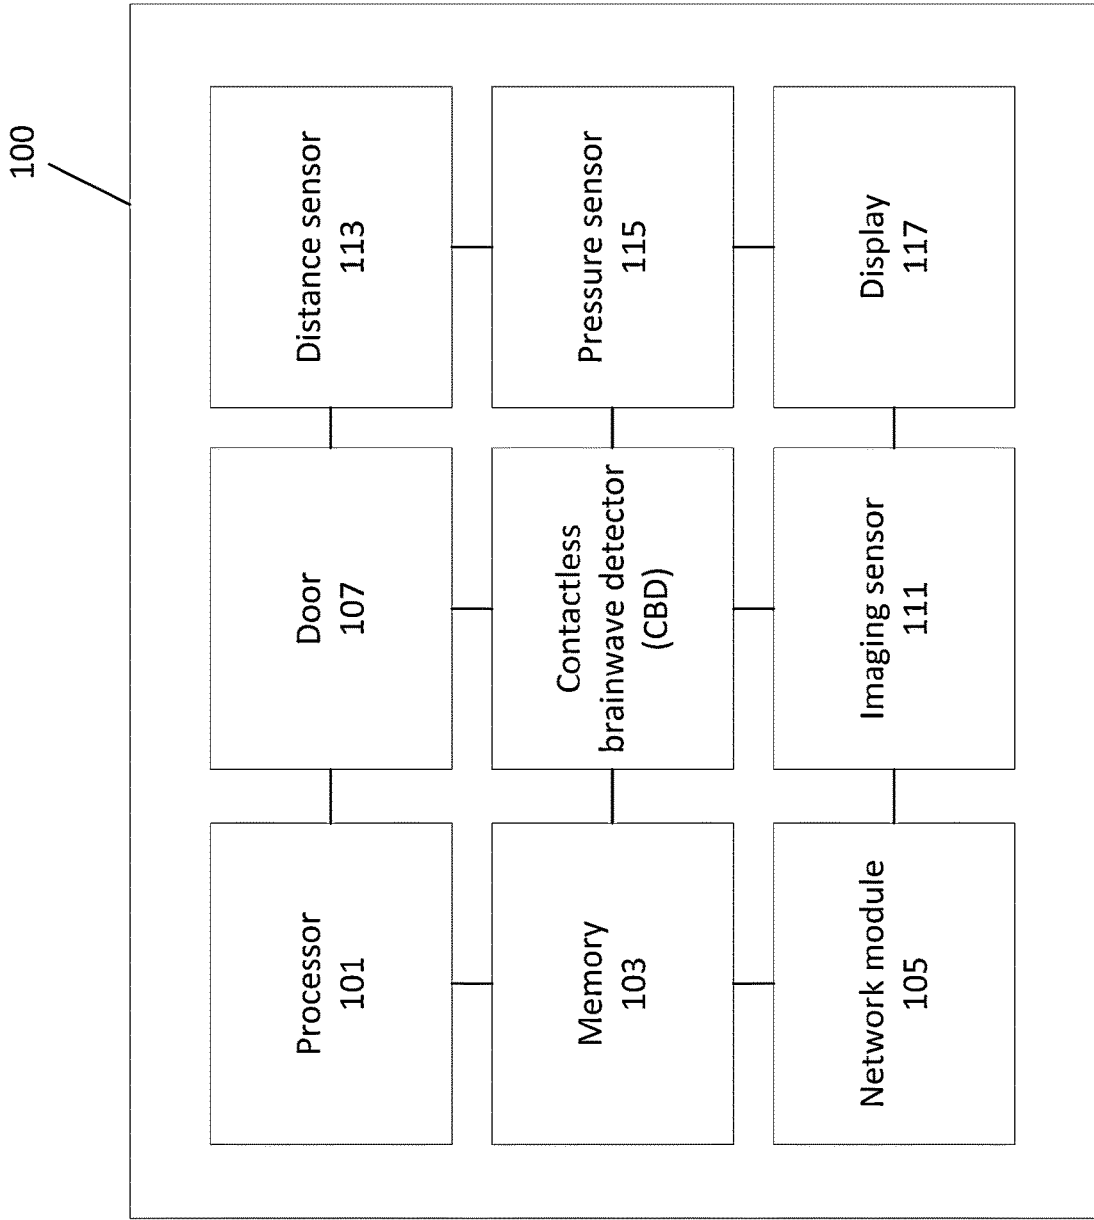 100
Processor
101
Door
107
Distance sensor
113
Memory
103
Contactless
brainwave detector
(CBD)
Pressure sensor
115
Network module
105
Imaging sensor
111
Display
117